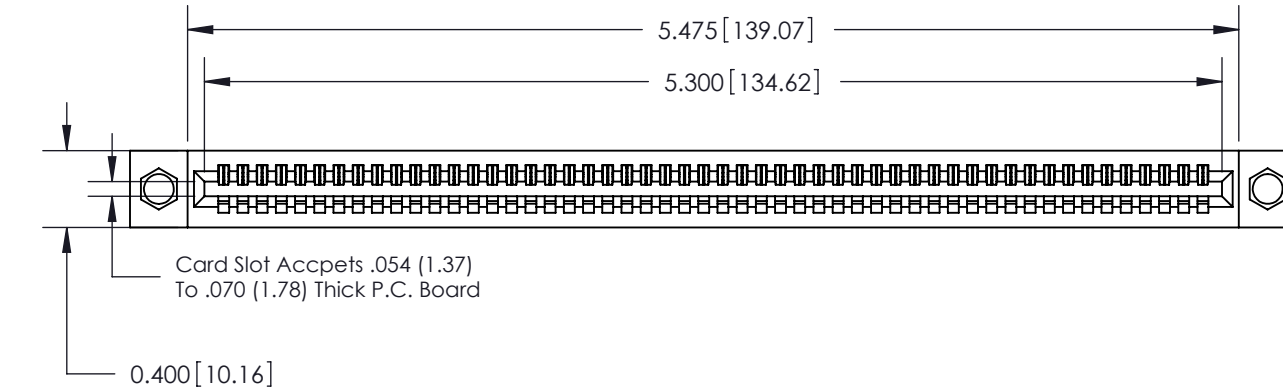 5.475[139.07]
5.300[134.62]
Card Slot Accpets .054 (1.37)
To .070 (1.78) Thick P.C. Board
0.400[10.16]